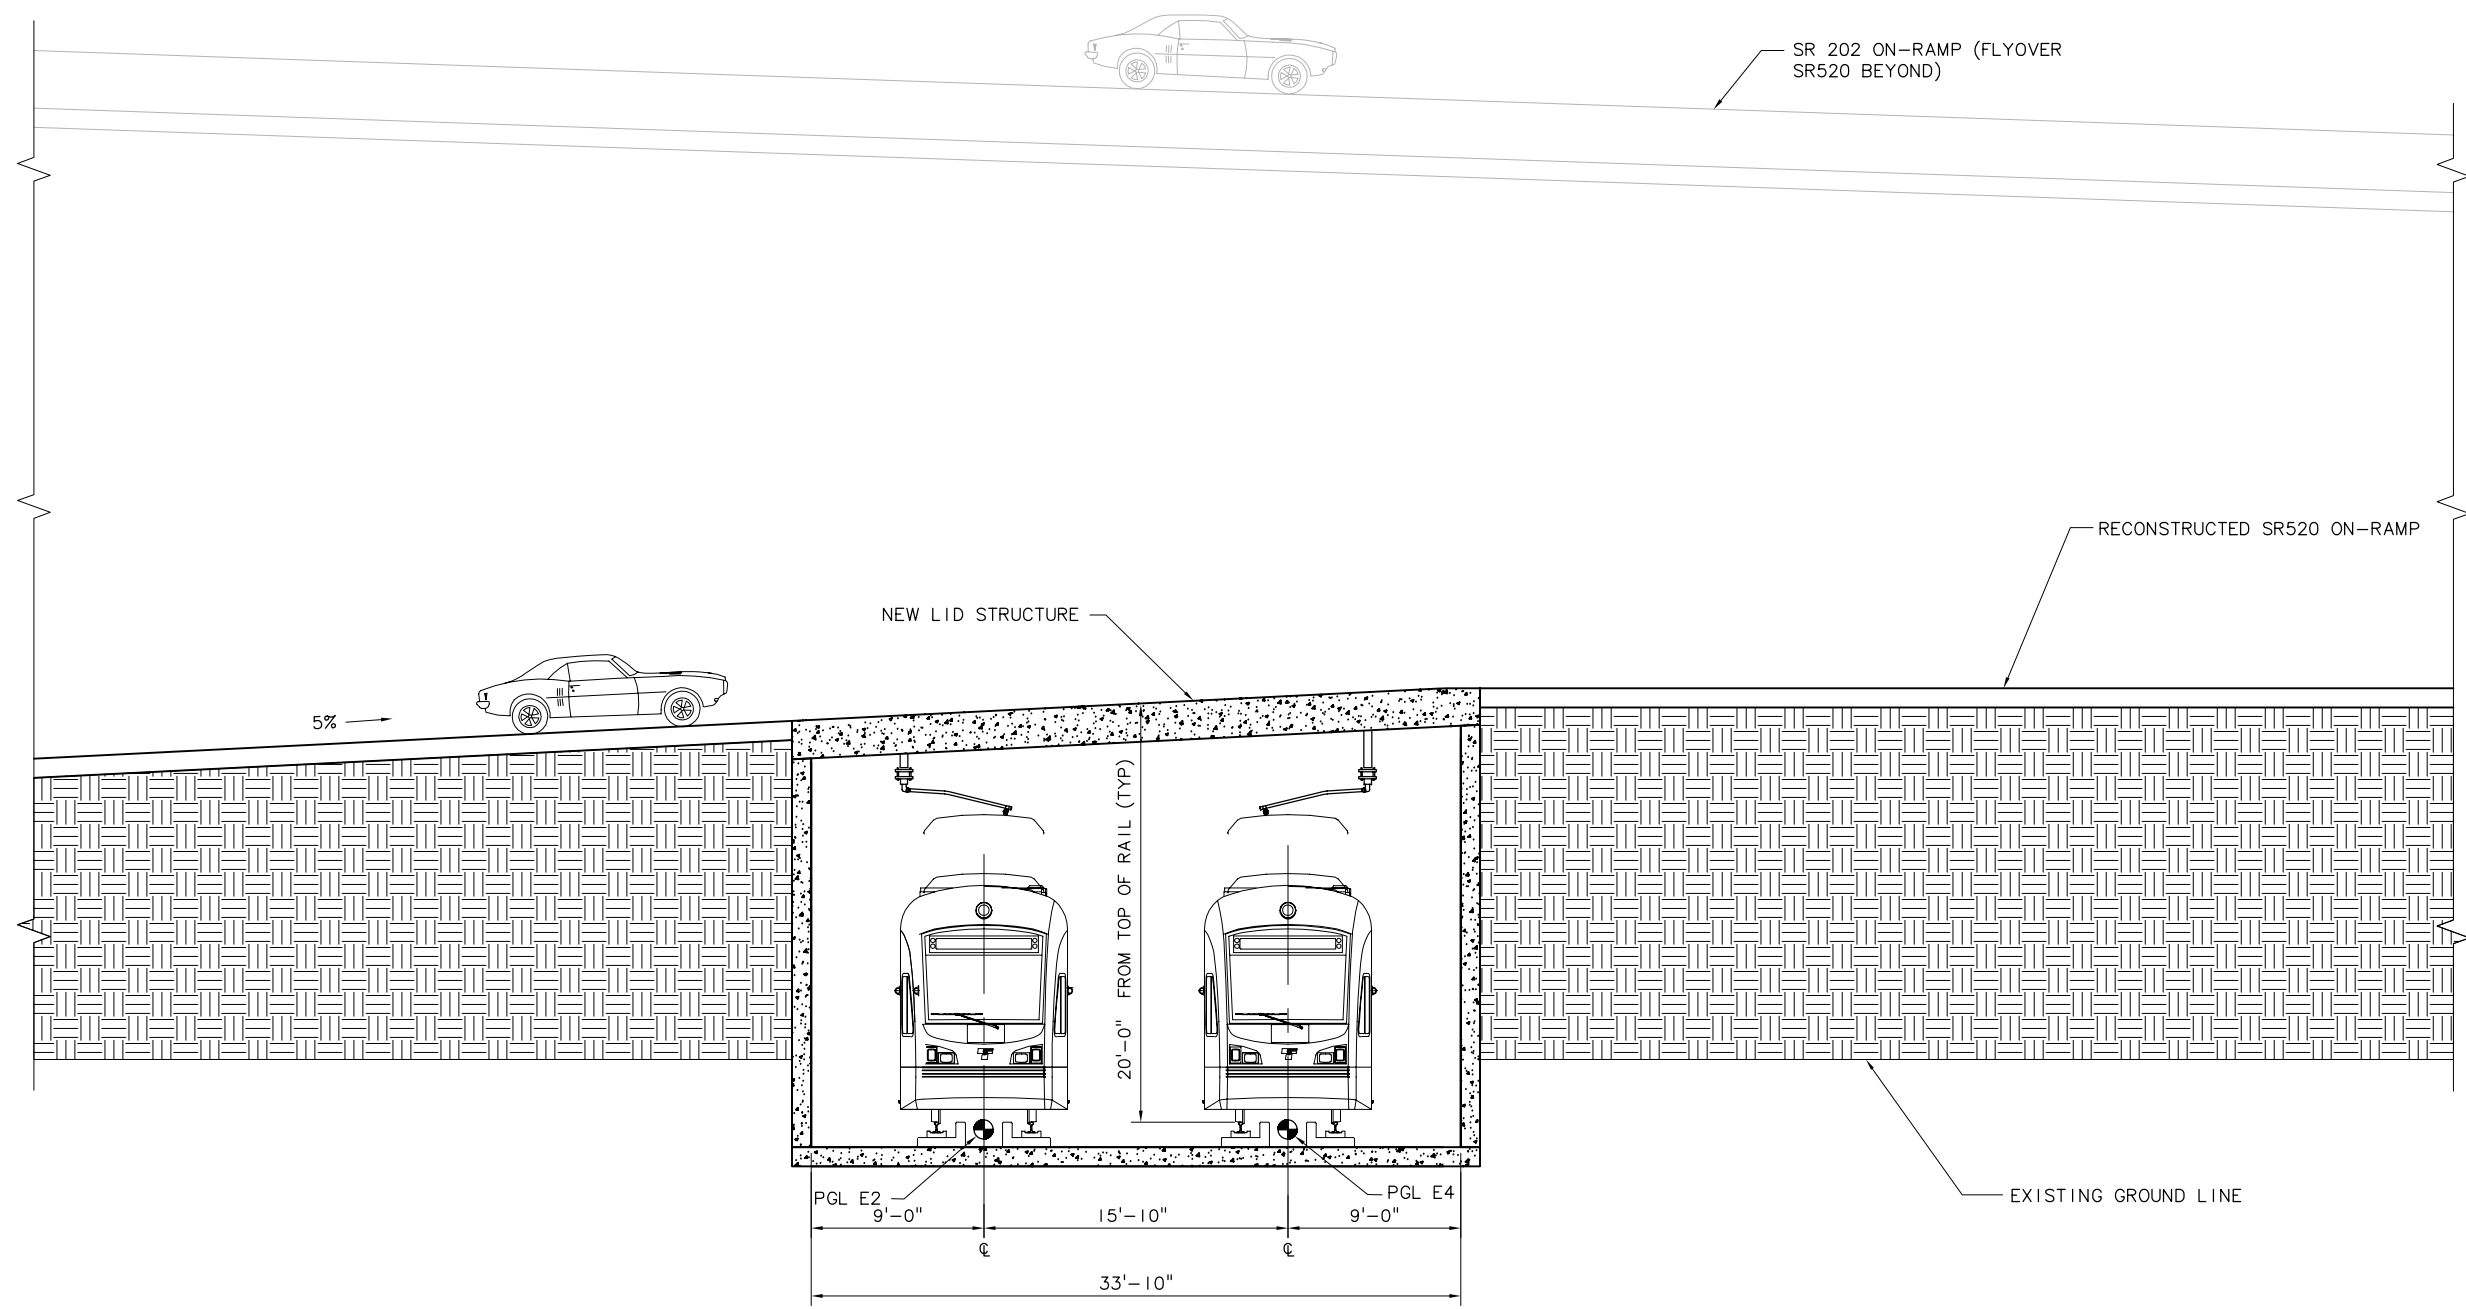 SR 202 ON-RAMP (FLYOVER
SR520 BEYOND)
RECONSTRUCTED SR520 ON-RAMP
NEW LID STRUCTURE
5%
20'-0" FROM TOP OF RAIL (TYP)
PGL E2
PGL E4
EXISTING GROUND LINE
9'-0"
15'-10"
9'-0"
℄
℄
33'-10"